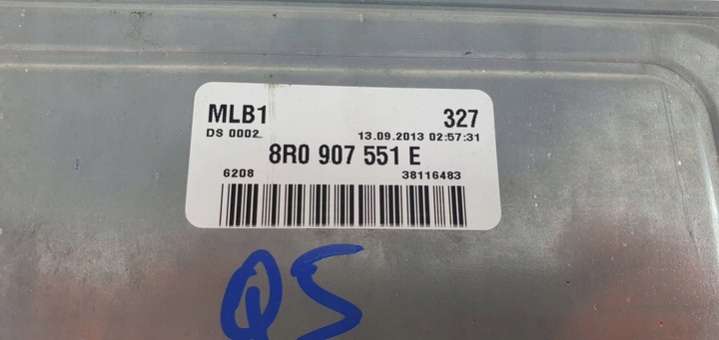 MLB1 327
DS 0002 13.09.2013 02:57:31
8R0 907 551 E
6208 38116483
Q5